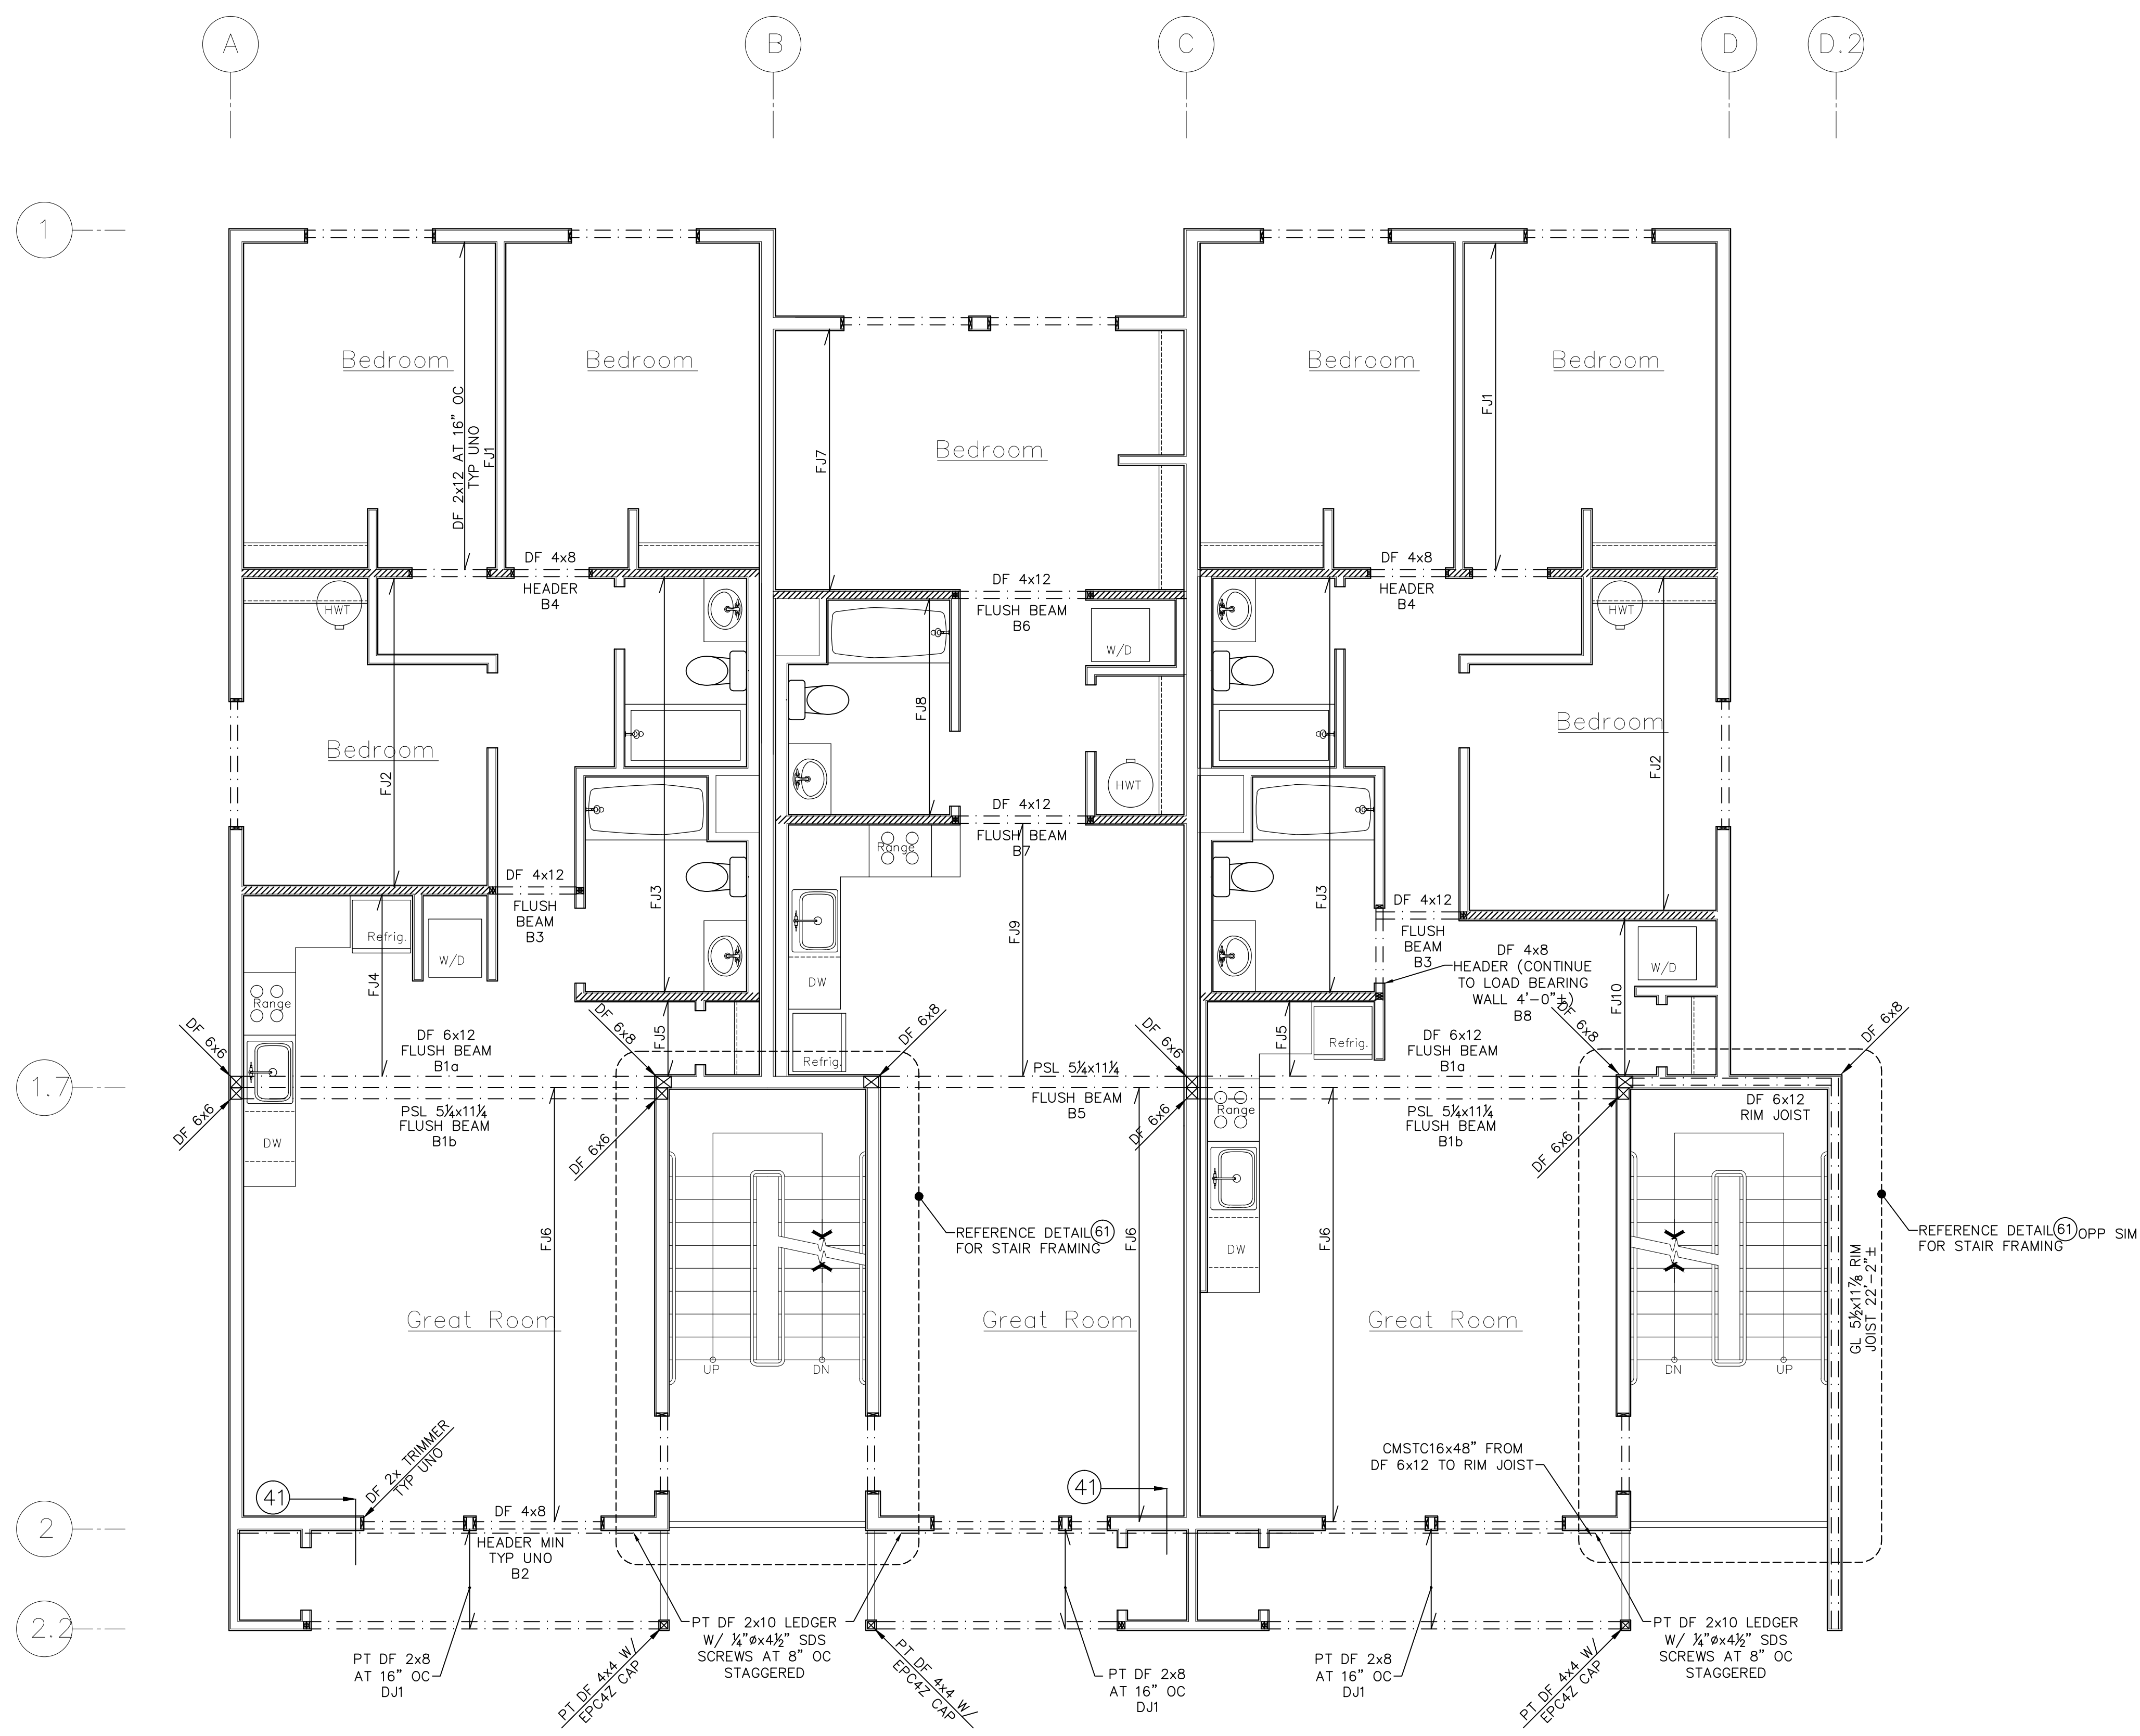 A
B
C
D
D.2
1
Bedroom
Bedroom
Bedroom
Bedroom
DF 2x12 AT 16" OC
TYP UNO
FJ1
FJ1
Bedroom
FJ7
DF 4x8
HEADER
B4
DF 4x8
HEADER
B4
DF 4x12
FLUSH BEAM
B6
HWT
HWT
W/D
Bedroom
FJ2
FJ8
Bedroom
FJ2
HWT
DF 4x12
FLUSH BEAM
B7
Range
DF 4x12
FLUSH
BEAM
B3
FJ3
FJ3
DF 4x12
FLUSH
BEAM
B3
Refrig.
W/D
FJ4
FJ9
DW
DF 4x8
HEADER (CONTINUE
TO LOAD BEARING
WALL 4'-0"±)
B8
W/D
FJ10
Range
DF 6x6
DF 6x12
FLUSH BEAM
B1a
DF 6x8
FJ5
Refrig.
DF 6x8
DF 6x6
FJ5
Refrig.
DF 6x12
FLUSH BEAM
B1a
DF 6x8
DF 6x8
1.7
PSL 5¼x11¼
FLUSH BEAM
B5
DF 6x6
PSL 5¼x11¼
FLUSH BEAM
B1b
DF 6x6
DF 6x6
Range
PSL 5¼x11¼
FLUSH BEAM
B1b
DF 6x6
DF 6x12
RIM JOIST
DW
DW
FJ6
FJ6
FJ6
REFERENCE DETAIL 61
FOR STAIR FRAMING
REFERENCE DETAIL 61 OPP SIM
FOR STAIR FRAMING
GL 5½x11⅞ RIM
JOIST 22'-2"±
Great Room
Great Room
Great Room
UP
DN
DN
UP
DF 2x TRIMMER
TYP UNO
CMSTC16x48" FROM
DF 6x12 TO RIM JOIST
41
41
2
DF 4x8
HEADER MIN
TYP UNO
B2
2.2
PT DF 2x8
AT 16" OC
DJ1
PT DF 4x4 W/
EPC4Z CAP
PT DF 2x10 LEDGER
W/ ¼"øx4½" SDS
SCREWS AT 8" OC
STAGGERED
PT DF 4x4 W/
EPC4Z CAP
PT DF 2x8
AT 16" OC
DJ1
PT DF 2x8
AT 16" OC
DJ1
PT DF 4x4 W/
EPC4Z CAP
PT DF 2x10 LEDGER
W/ ¼"øx4½" SDS
SCREWS AT 8" OC
STAGGERED